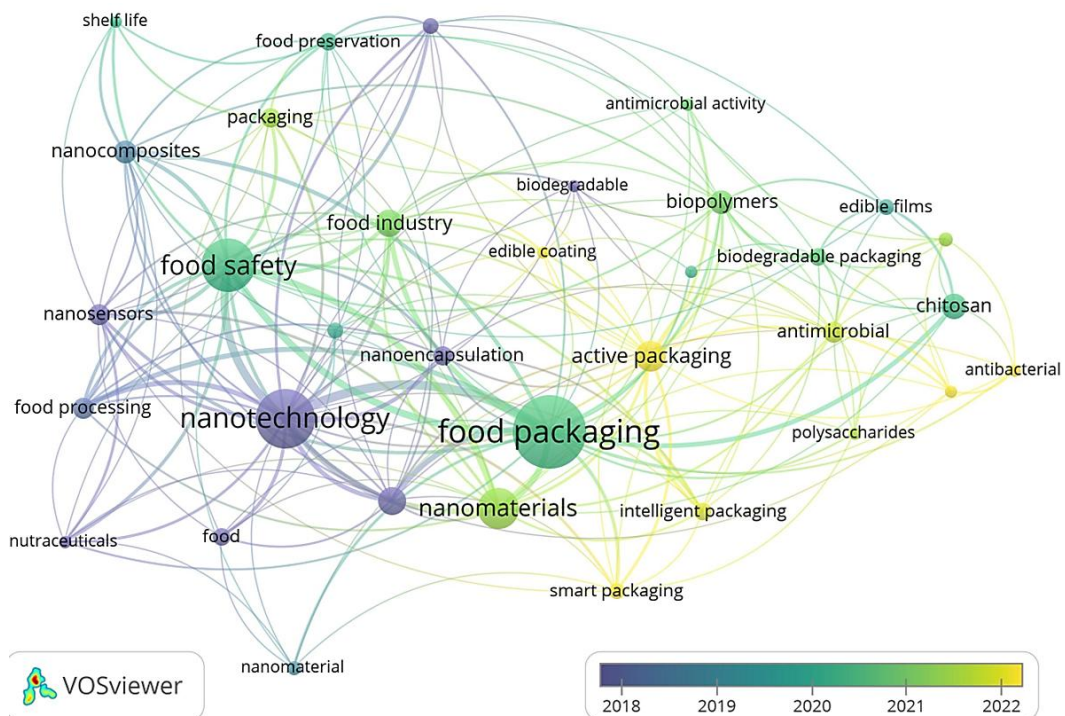 shelf life
food preservation
antimicrobial activity
packaging
nanocomposites
biodegradable
biopolymers
edible films
food industry
edible coating
biodegradable packaging
food safety
nanosensors
chitosan
antimicrobial
nanoencapsulation
active packaging
antibacterial
food processing
nanotechnology
food packaging
polysaccharides
nanomaterials
intelligent packaging
nutraceuticals
food
smart packaging
nanomaterial
VOSviewer
2018 2019 2020 2021 2022